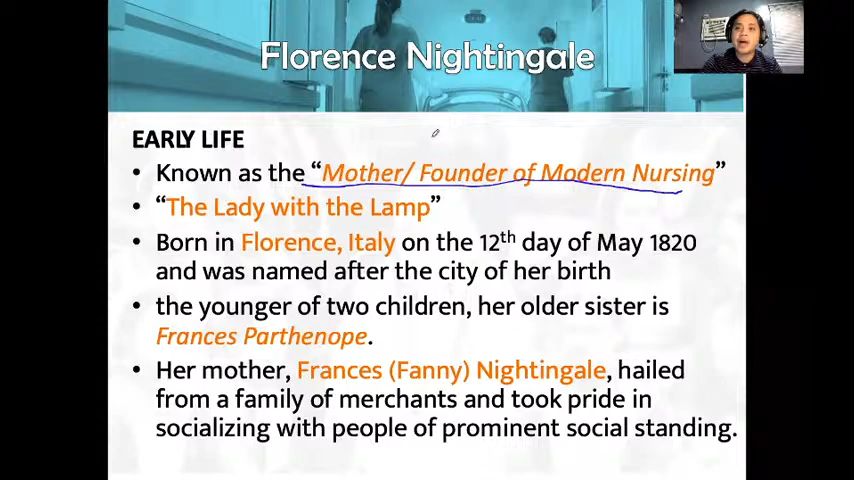 Florence Nightingale
EARLY LIFE
• Known as the “Mother/ Founder of Modern Nursing”
• “The Lady with the Lamp”
• Born in Florence, Italy on the 12th day of May 1820
and was named after the city of her birth
• the younger of two children, her older sister is
Frances Parthenope.
• Her mother, Frances (Fanny) Nightingale, hailed
from a family of merchants and took pride in
socializing with people of prominent social standing.